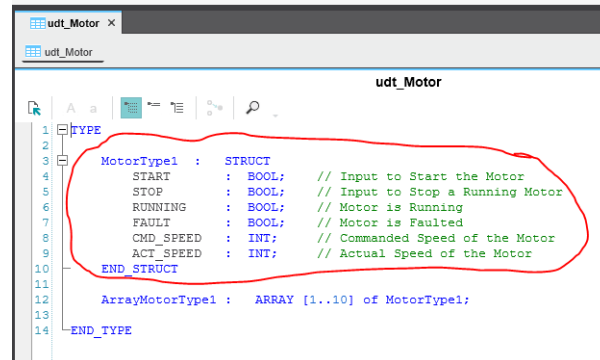 udt_Motor ×
udt_Motor
udt_Motor
A a
1 TYPE
2
3 MotorType1 : STRUCT
4 START : BOOL; // Input to Start the Motor
5 STOP : BOOL; // Input to Stop a Running Motor
6 RUNNING : BOOL; // Motor is Running
7 FAULT : BOOL; // Motor is Faulted
8 CMD_SPEED : INT; // Commanded Speed of the Motor
9 ACT_SPEED : INT; // Actual Speed of the Motor
10 END_STRUCT
11
12 ArrayMotorType1 : ARRAY [1..10] of MotorType1;
13
14 END_TYPE